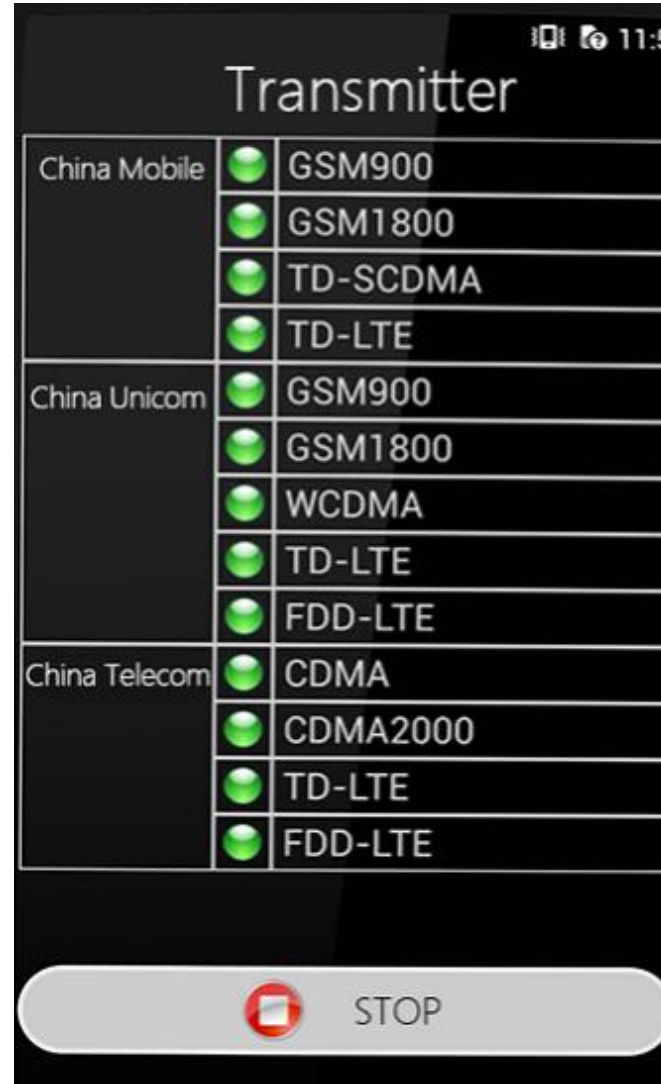 11:5
Transmitter
China Mobile
GSM900
GSM1800
TD-SCDMA
TD-LTE
China Unicom
GSM900
GSM1800
WCDMA
TD-LTE
FDD-LTE
China Telecom
CDMA
CDMA2000
TD-LTE
FDD-LTE
STOP